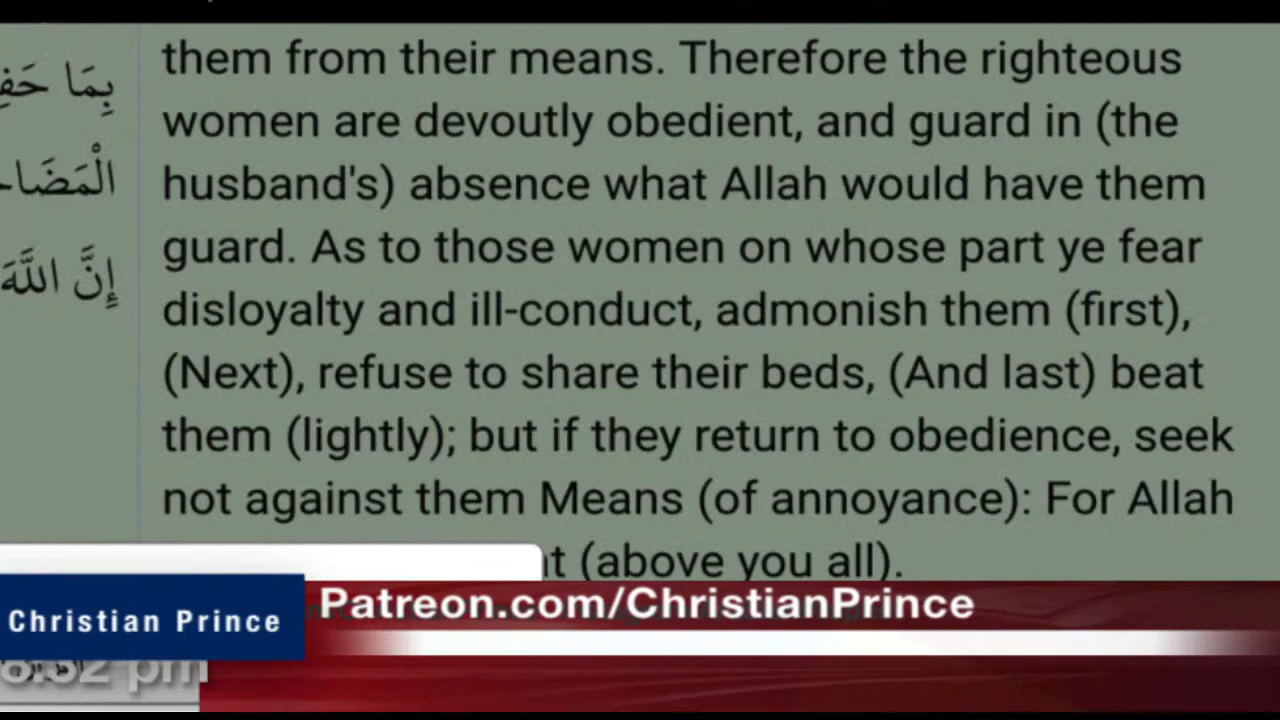 them from their means. Therefore the righteous
women are devoutly obedient, and guard in (the
husband's) absence what Allah would have them
guard. As to those women on whose part ye fear
disloyalty and ill-conduct, admonish them (first),
(Next), refuse to share their beds, (And last) beat
them (lightly); but if they return to obedience, seek
not against them Means (of annoyance): For Allah
(above you all).
بِمَا
إِنَّ اللَّهَ
Christian Prince
Patreon.com/ChristianPrince
pm